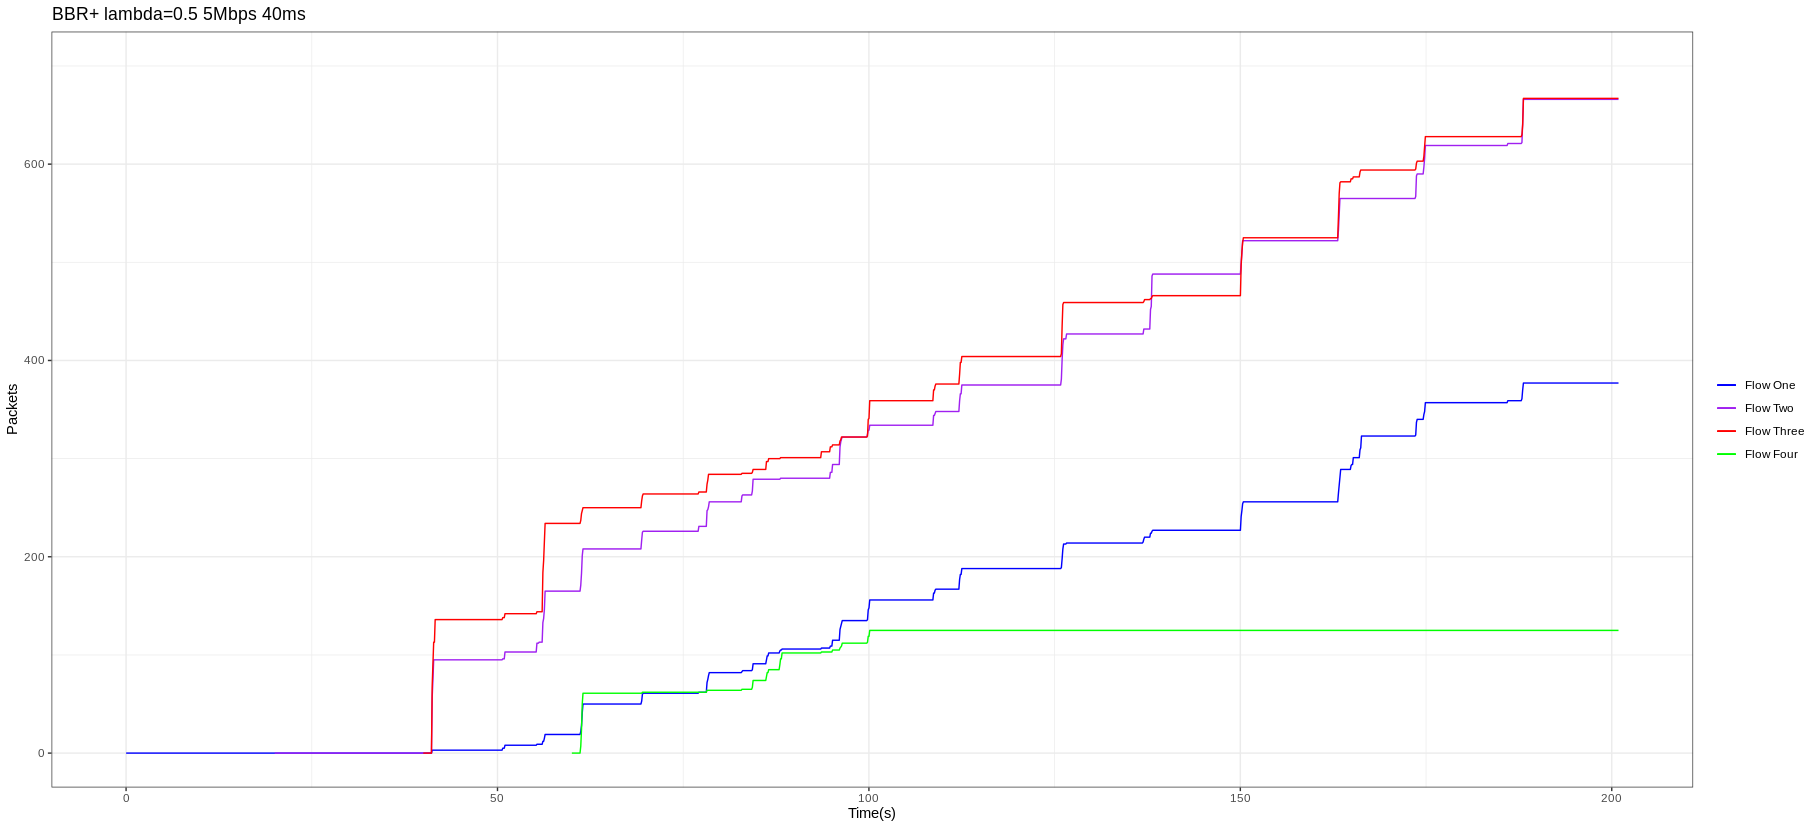 BBR+ lambda=0.5 5Mbps 40ms
Packets
600
400
200
0
0 50 100 150 200
Time(s)
Flow One
Flow Two
Flow Three
Flow Four